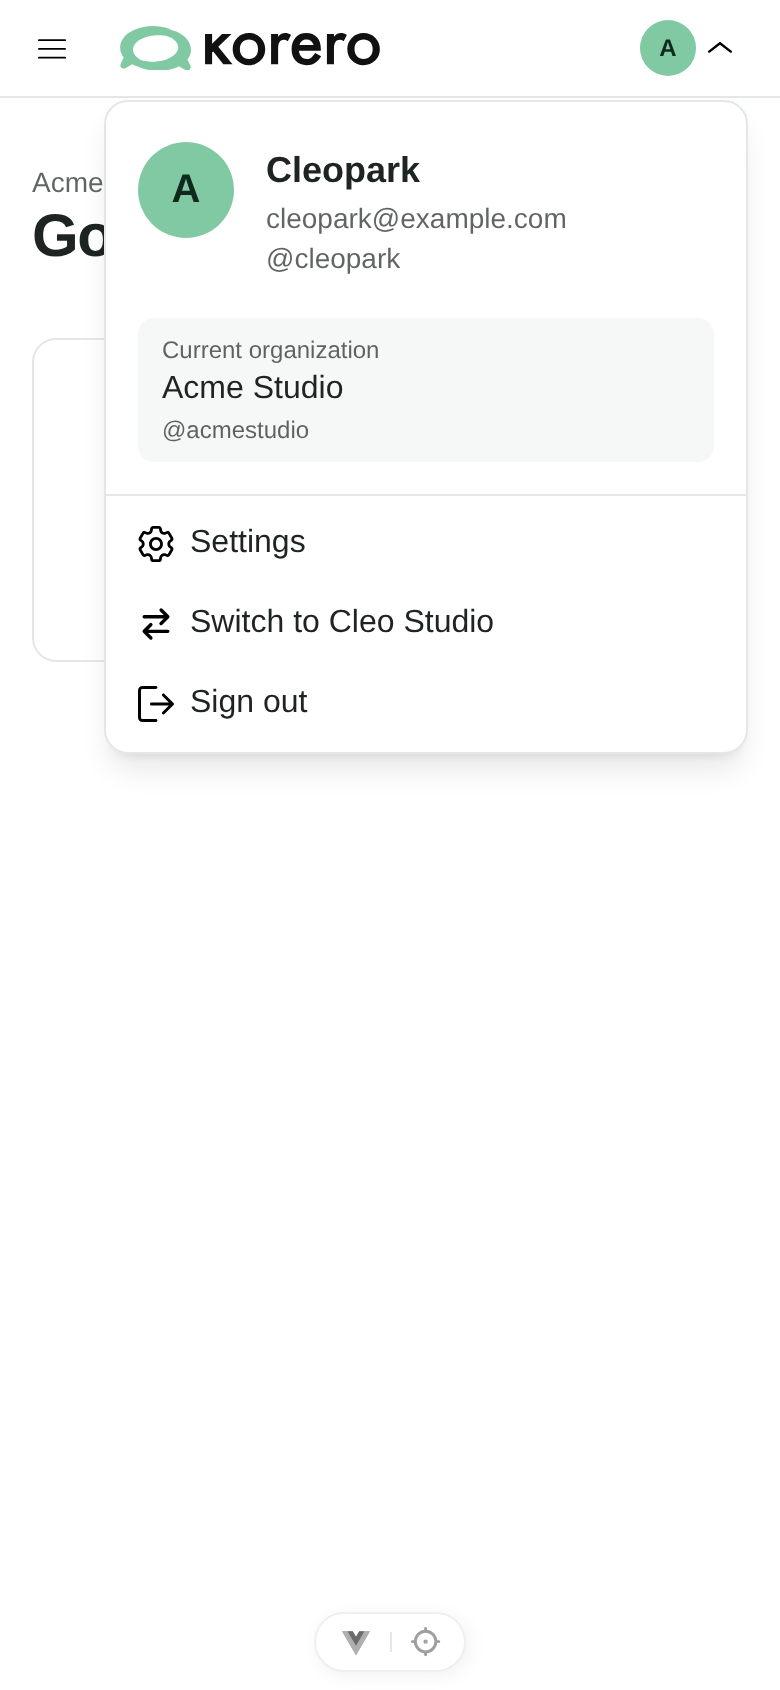 korero
A
Acme
Go
A
Cleopark
cleopark@example.com
@cleopark
Current organization
Acme Studio
@acmestudio
Settings
Switch to Cleo Studio
Sign out